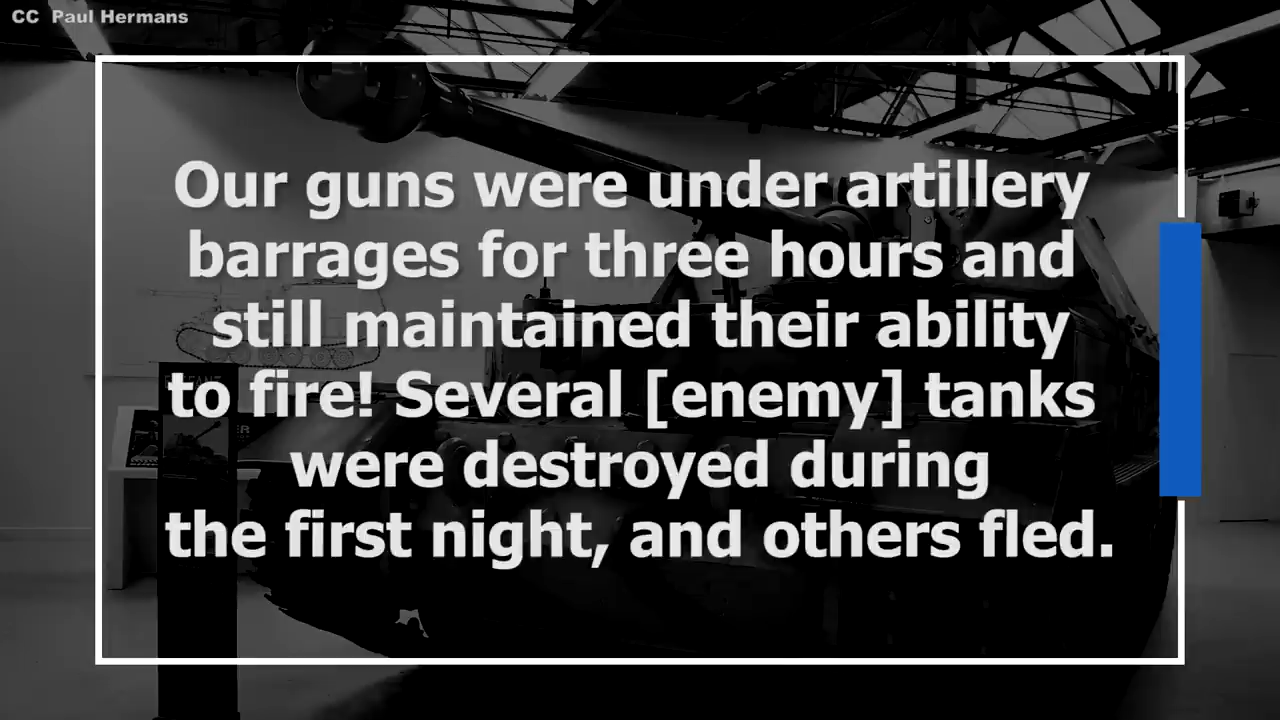 CC Paul Hermans
Our guns were under artillery
barrages for three hours and
still maintained their ability
to fire! Several [enemy] tanks
were destroyed during
the first night, and others fled.